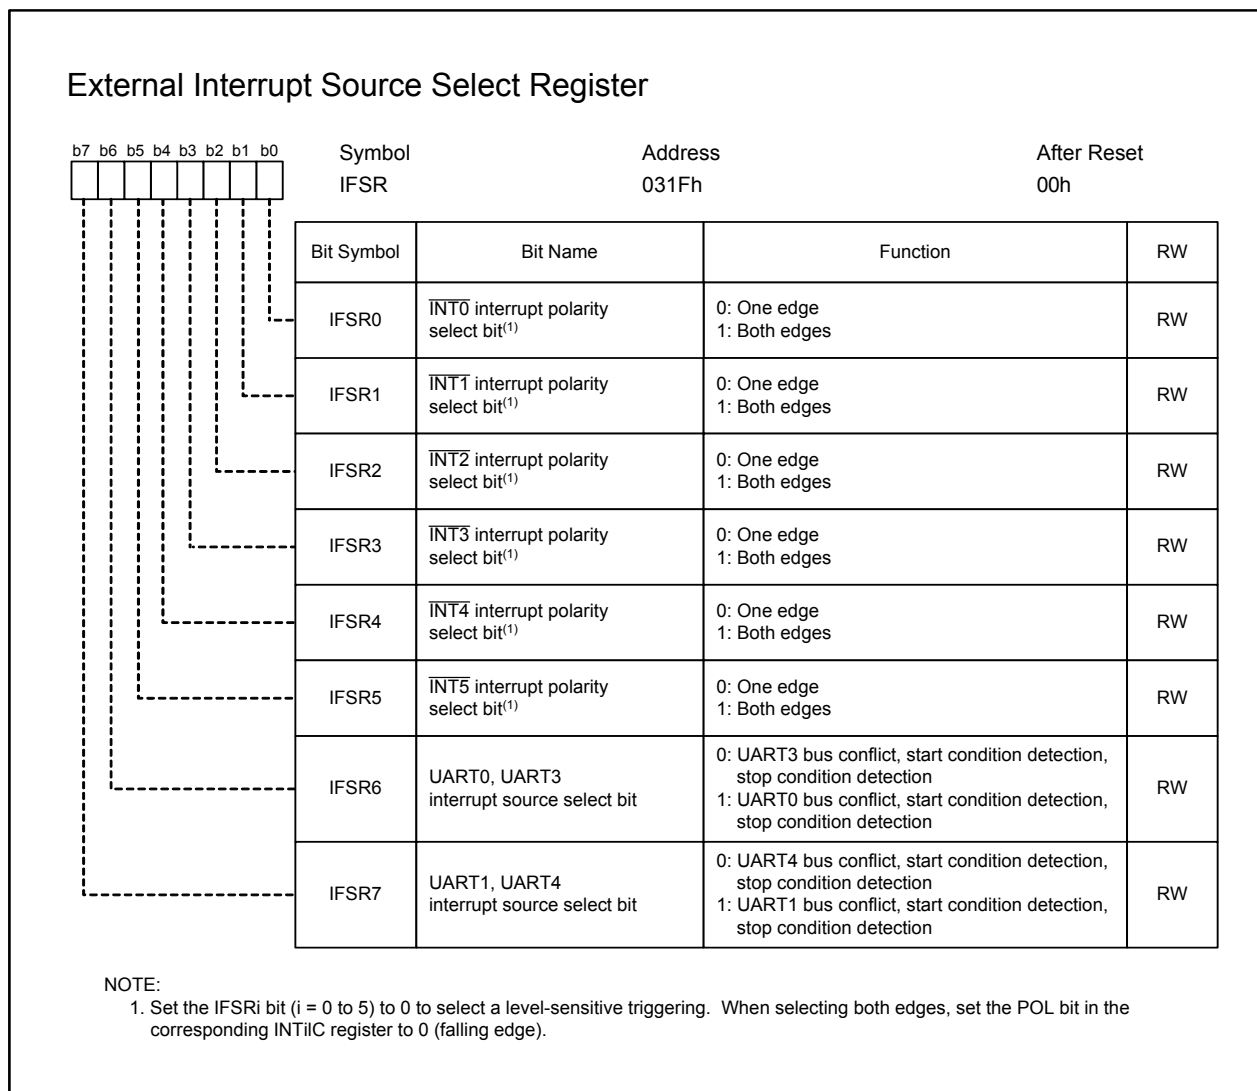 External Interrupt Source Select Register
b7 b6 b5 b4 b3 b2 b1 b0
Symbol Address After Reset
IFSR 031Fh 00h
Bit Symbol Bit Name Function RW
IFSR0 INT0 interrupt polarity select bit(1) 0: One edge RW
1: Both edges
IFSR1 INT1 interrupt polarity select bit(1) 0: One edge RW
1: Both edges
IFSR2 INT2 interrupt polarity select bit(1) 0: One edge RW
1: Both edges
IFSR3 INT3 interrupt polarity select bit(1) 0: One edge RW
1: Both edges
IFSR4 INT4 interrupt polarity select bit(1) 0: One edge RW
1: Both edges
IFSR5 INT5 interrupt polarity select bit(1) 0: One edge RW
1: Both edges
IFSR6 UART0, UART3 interrupt source select bit 0: UART3 bus conflict, start condition detection, RW
stop condition detection
1: UART0 bus conflict, start condition detection,
stop condition detection
IFSR7 UART1, UART4 interrupt source select bit 0: UART4 bus conflict, start condition detection, RW
stop condition detection
1: UART1 bus conflict, start condition detection,
stop condition detection
NOTE:
1. Set the IFSRi bit (i = 0 to 5) to 0 to select a level-sensitive triggering. When selecting both edges, set the POL bit in the
corresponding INTiIC register to 0 (falling edge).